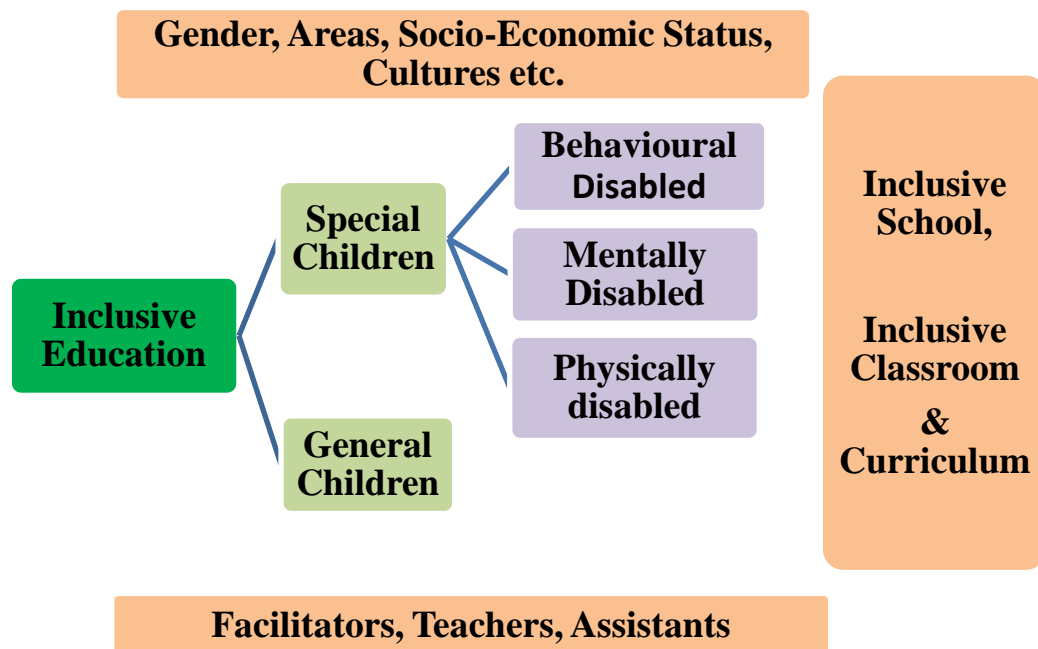 Gender, Areas, Socio-Economic Status,
Cultures etc.
Behavioural
Disabled
Special
Children
Mentally
Disabled
Inclusive
Education
Physically
disabled
General
Children
Inclusive
School,
Inclusive
Classroom
&
Curriculum
Facilitators, Teachers, Assistants